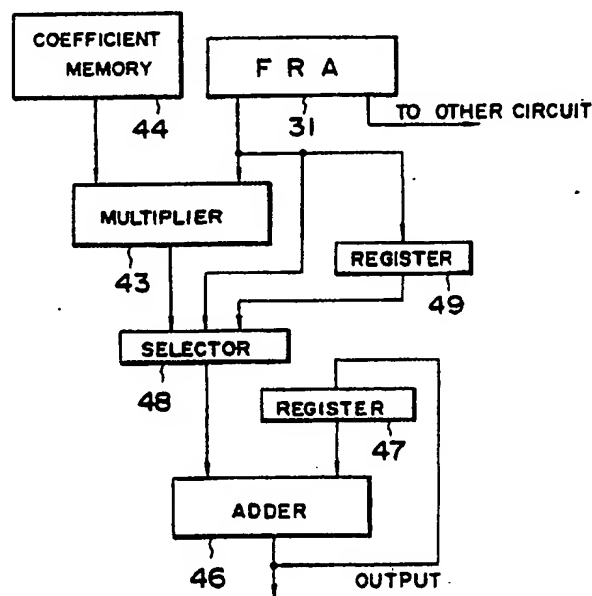 COEFFICIENT
MEMORY
44
F R A
31
TO OTHER CIRCUIT
MULTIPLIER
43
REGISTER
49
SELECTOR
48
REGISTER
47
ADDER
46
OUTPUT